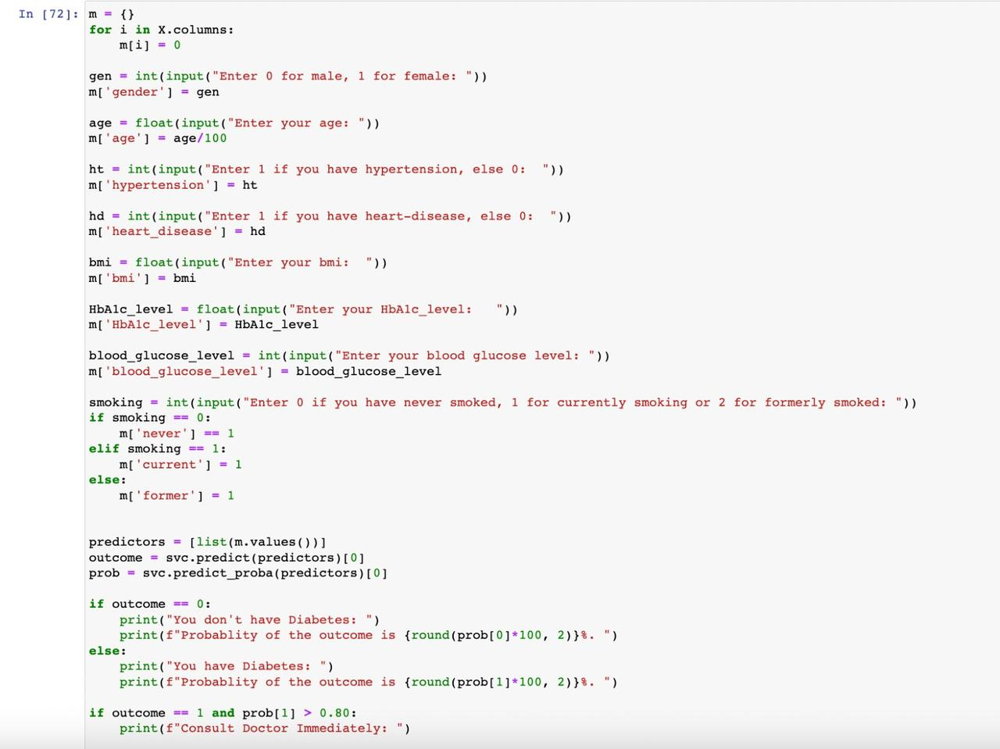 In [72]: m = {}
for i in X.columns:
    m[i] = 0

gen = int(input("Enter 0 for male, 1 for female: "))
m['gender'] = gen

age = float(input("Enter your age: "))
m['age'] = age/100

ht = int(input("Enter 1 if you have hypertension, else 0:  "))
m['hypertension'] = ht

hd = int(input("Enter 1 if you have heart-disease, else 0:  "))
m['heart_disease'] = hd

bmi = float(input("Enter your bmi:  "))
m['bmi'] = bmi

HbA1c_level = float(input("Enter your HbA1c_level:   "))
m['HbA1c_level'] = HbA1c_level

blood_glucose_level = int(input("Enter your blood glucose level: "))
m['blood_glucose_level'] = blood_glucose_level

smoking = int(input("Enter 0 if you have never smoked, 1 for currently smoking or 2 for formerly smoked: "))
if smoking == 0:
    m['never'] == 1
elif smoking == 1:
    m['current'] = 1
else:
    m['former'] = 1


predictors = [list(m.values())]
outcome = svc.predict(predictors)[0]
prob = svc.predict_proba(predictors)[0]

if outcome == 0:
    print("You don't have Diabetes: ")
    print(f"Probablity of the outcome is {round(prob[0]*100, 2)}%. ")
else:
    print("You have Diabetes: ")
    print(f"Probablity of the outcome is {round(prob[1]*100, 2)}%. ")

if outcome == 1 and prob[1] > 0.80:
    print(f"Consult Doctor Immediately: ")